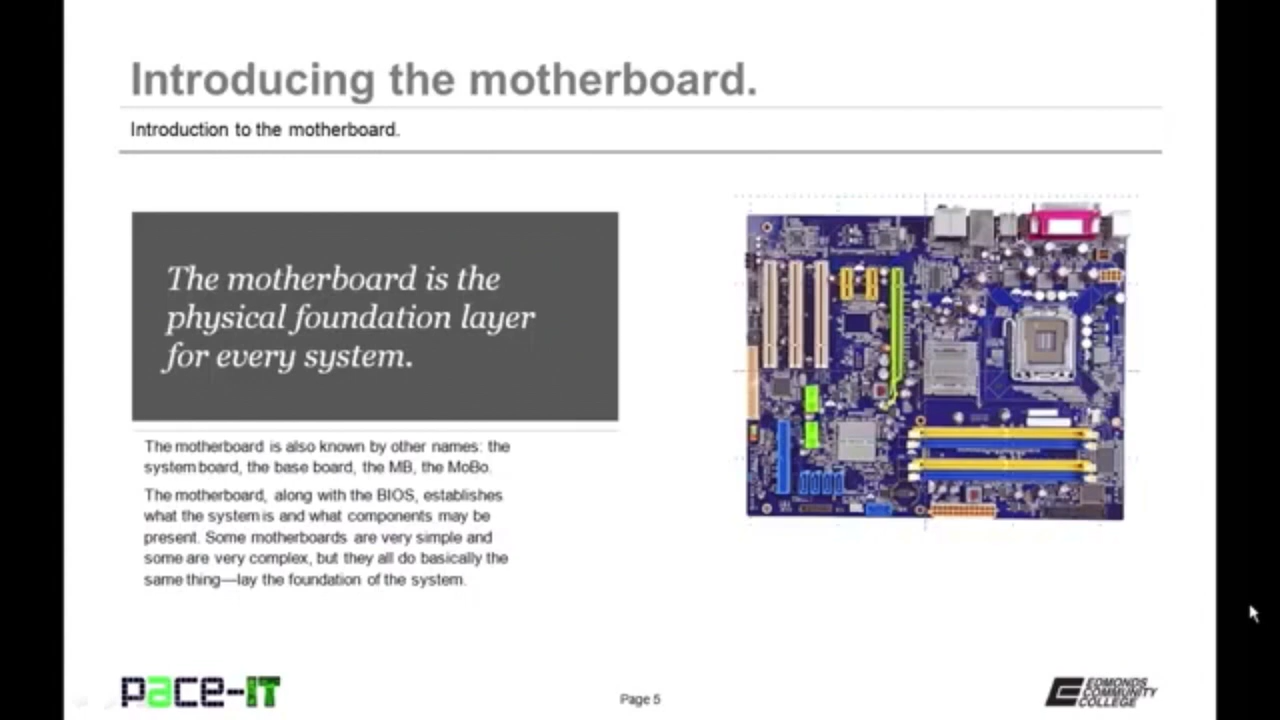 Introducing the motherboard.
Introduction to the motherboard.
The motherboard is the
physical foundation layer
for every system.
The motherboard is also known by other names: the
system board, the base board, the MB, the MoBo.
The motherboard, along with the BIOS, establishes
what the system is and what components may be
present. Some motherboards are very simple and
some are very complex, but they all do basically the
same thing—lay the foundation of the system.
pace-IT
Page 5
EDMONDS
COMMUNITY
COLLEGE